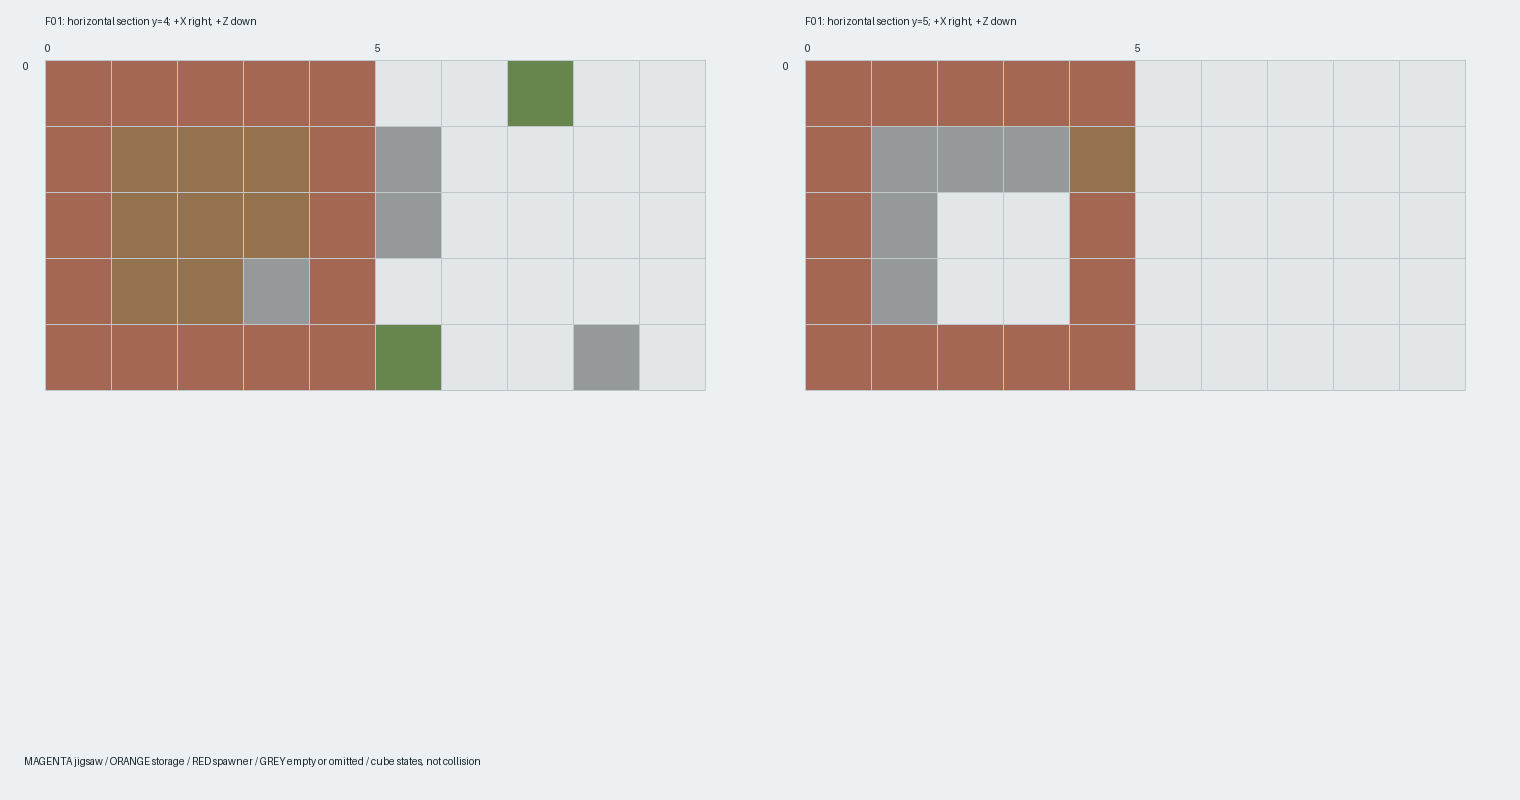 F01: horizontal section y=4; +X right, +Z down
F01: horizontal section y=5; +X right, +Z down
0 5
0 5
0
0
MAGENTA jigsaw / ORANGE storage / RED spawner / GREY empty or omitted / cube states, not collision